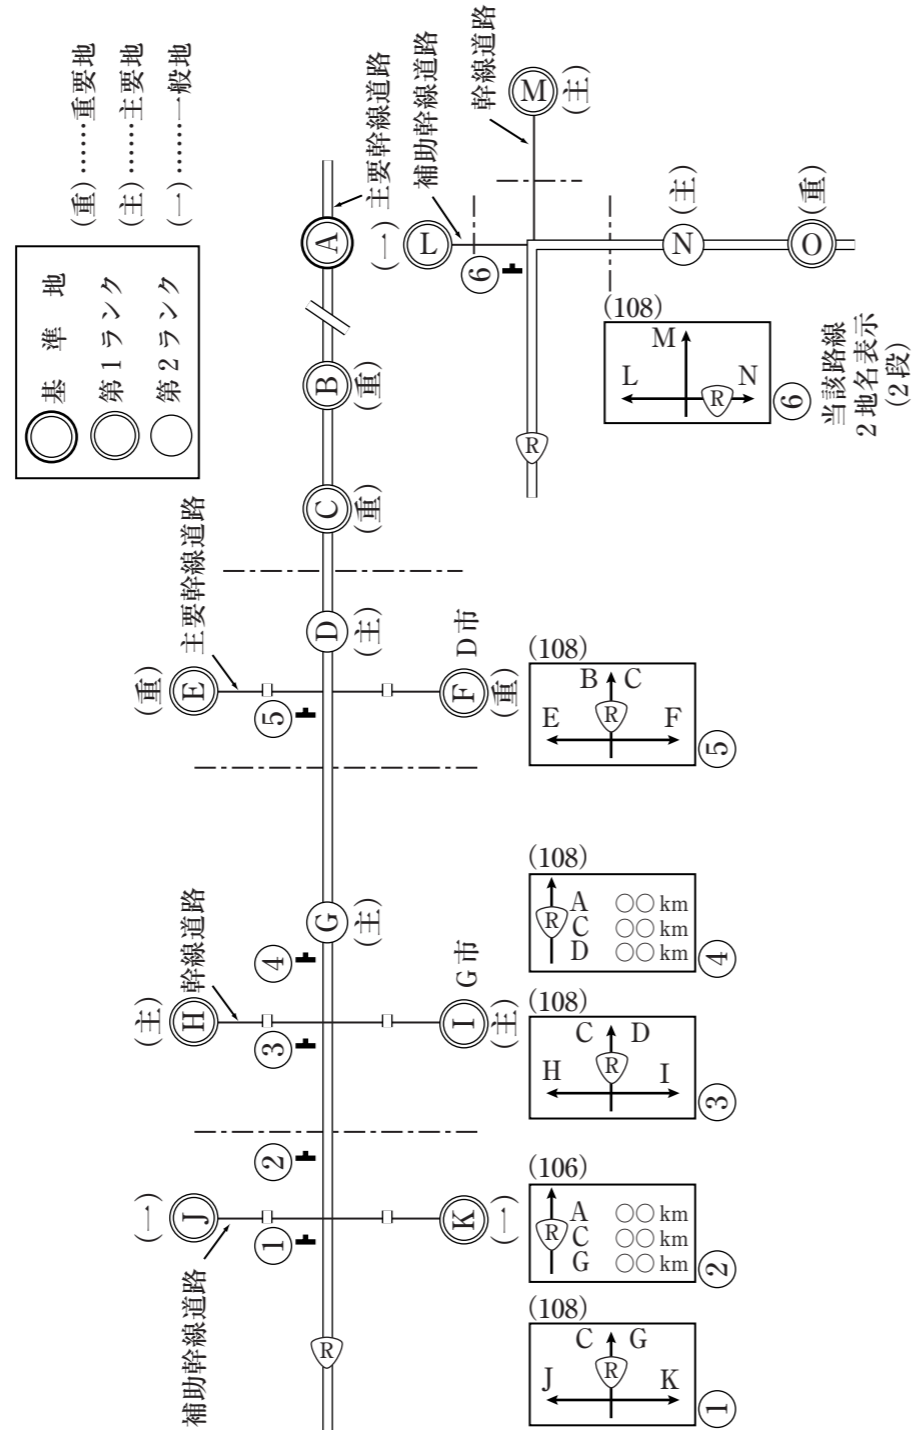 (重)……重要地
(主)……主要地
(一)……一般地
基準地
第1ランク
第2ランク
主要幹線道路
補助幹線道路
幹線道路
A
B
(重)
C
(重)
D
(主)
D市
主要幹線道路
E
(重)
F
(重)
5
G
(主)
G市
4
幹線道路
H
(主)
I
(主)
3
2
J
(一)
K
(一)
1
補助幹線道路
R
L
(一)
M
(主)
N
(主)
O
(重)
6
R
(108)
M
L
N
R
6
当該路線
2地名表示
(2段)
(108)
B C
E
R
F
5
(108)
R
A ○○km
C ○○km
D ○○km
4
(108)
C D
H
R
I
3
(106)
R
A ○○km
C ○○km
G ○○km
2
(108)
C G
J
R
K
1